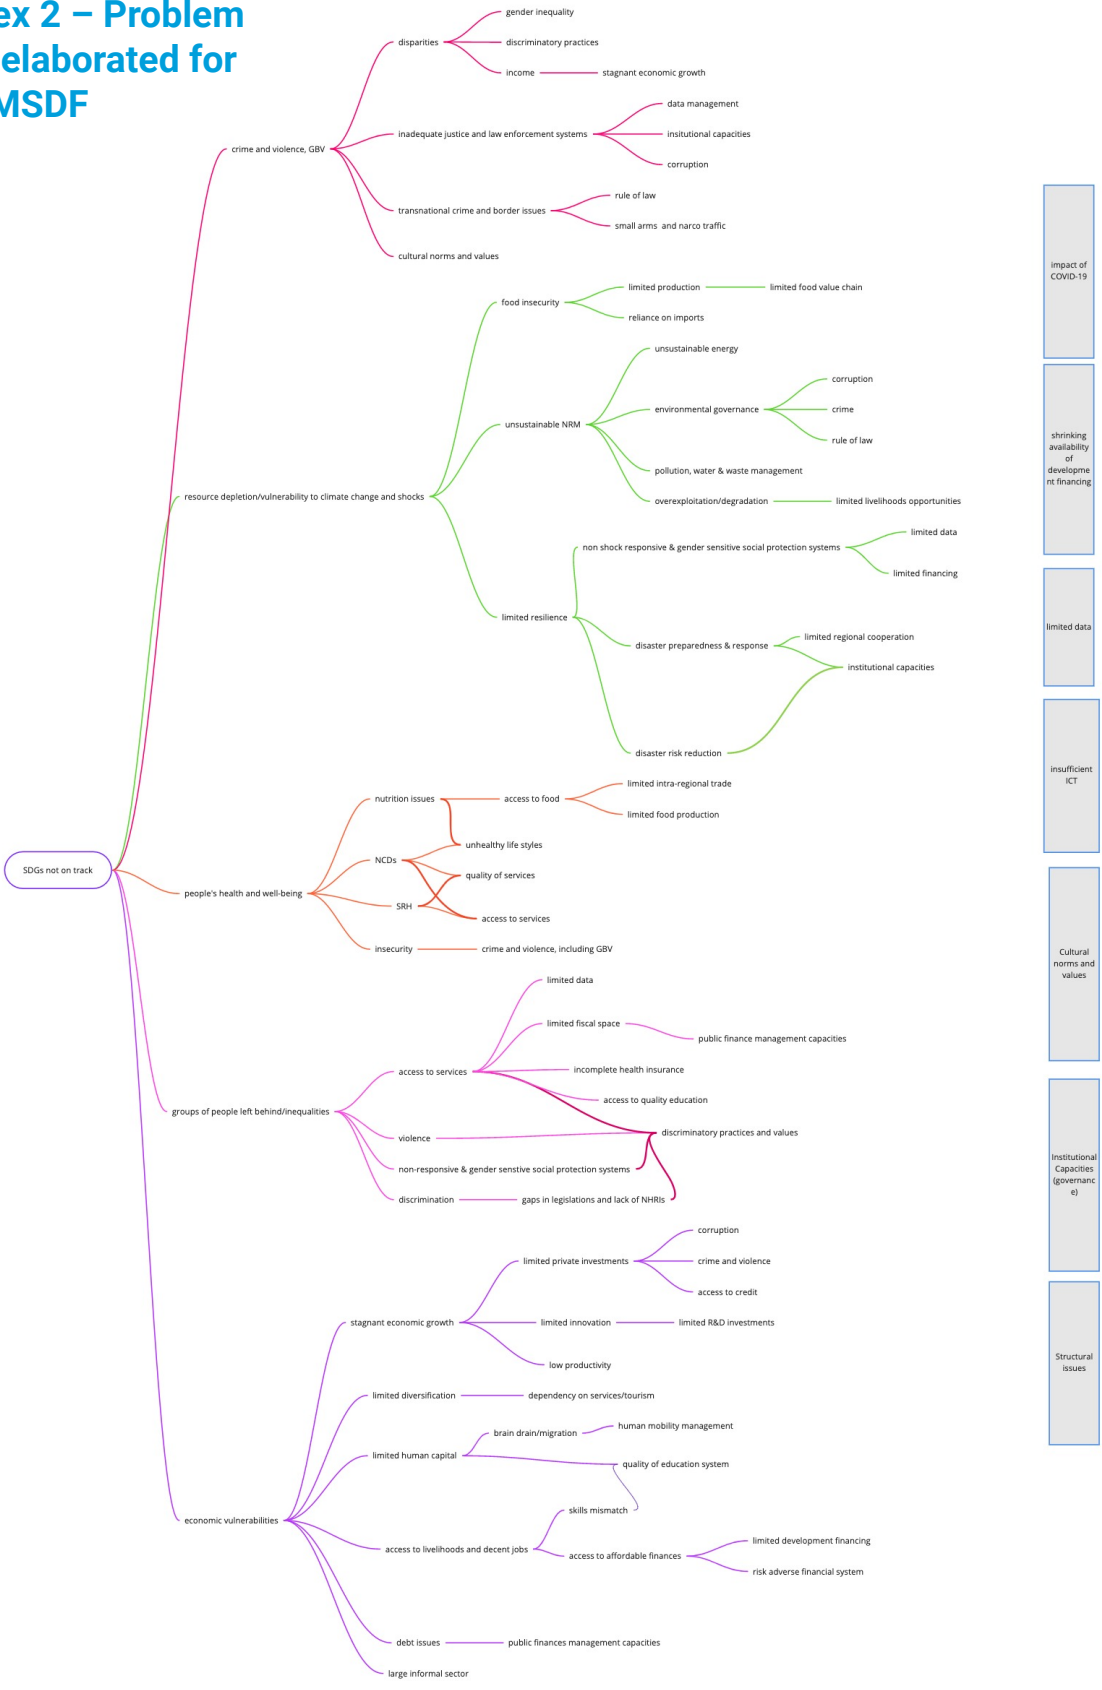 ex 2 – Problem
elaborated for
MSDF
gender inequality
disparities
discriminatory practices
income
stagnant economic growth
data management
inadequate justice and law enforcement systems
insitutional capacities
crime and violence, GBV
corruption
rule of law
transnational crime and border issues
small arms  and narco traffic
cultural norms and values
limited production
limited food value chain
food insecurity
reliance on imports
unsustainable energy
corruption
environmental governance
crime
unsustainable NRM
rule of law
pollution, water & waste management
resource depletion/vulnerability to climate change and shocks
overexploitation/degradation
limited livelihoods opportunities
limited data
non shock responsive & gender sensitive social protection systems
limited financing
limited resilience
limited regional cooperation
disaster preparedness & response
institutional capacities
disaster risk reduction
limited intra-regional trade
nutrition issues
access to food
limited food production
unhealthy life styles
NCDs
SDGs not on track
quality of services
people's health and well-being
SRH
access to services
insecurity
crime and violence, including GBV
limited data
limited fiscal space
public finance management capacities
access to services
incomplete health insurance
access to quality education
groups of people left behind/inequalities
discriminatory practices and values
violence
non-responsive & gender senstive social protection systems
discrimination
gaps in legislations and lack of NHRIs
corruption
limited private investments
crime and violence
access to credit
stagnant economic growth
limited innovation
limited R&D investments
low productivity
limited diversification
dependency on services/tourism
brain drain/migration
human mobility management
limited human capital
quality of education system
skills mismatch
economic vulnerabilities
access to livelihoods and decent jobs
access to affordable finances
limited development financing
risk adverse financial system
debt issues
public finances management capacities
large informal sector
impact of
COVID-19
shrinking
availability
of
developme
nt financing
limited data
insufficient
ICT
Cultural
norms and
values
Institutional
Capacities
(governanc
e)
Structural
issues